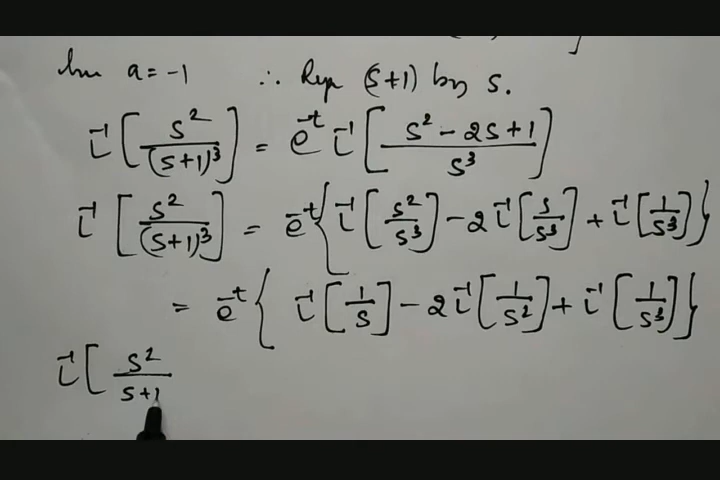 a = -1 ∴ Rep (s+1) by s.
L⁻¹[s²/(s+1)³] = e⁻ᵗ L⁻¹[(s² - 2s + 1)/s³]
L⁻¹[s²/(s+1)³] = e⁻ᵗ{L⁻¹[s²/s³] - 2L⁻¹[s/s³] + L⁻¹[1/s³]}
= e⁻ᵗ{L⁻¹[1/s] - 2L⁻¹[1/s²] + L⁻¹[1/s³]}
L⁻¹[s²/s+1